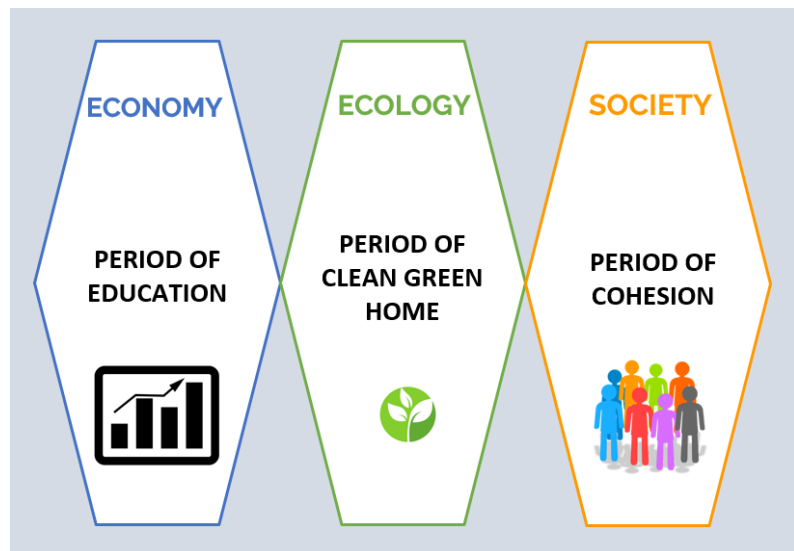 ECONOMY
PERIOD OF
EDUCATION
ECOLOGY
PERIOD OF
CLEAN GREEN
HOME
SOCIETY
PERIOD OF
COHESION